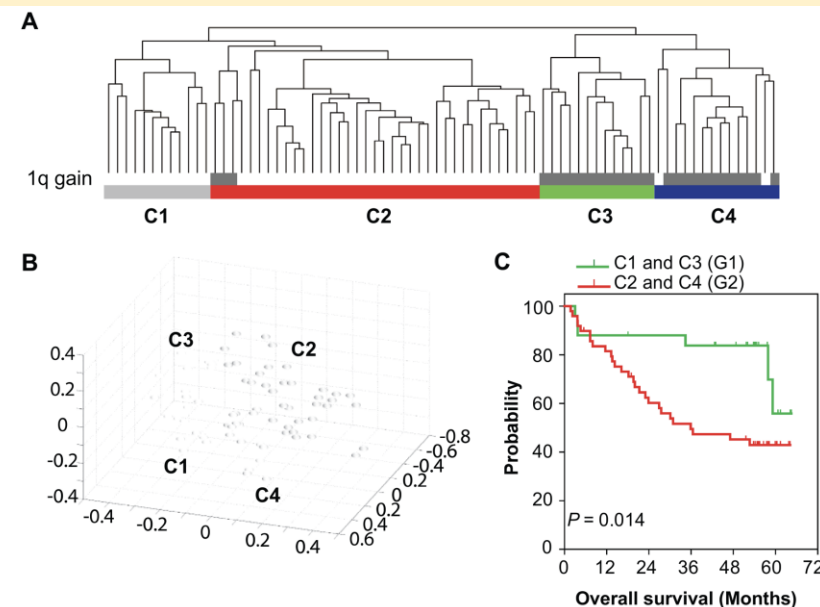 A
1q gain
C1 C2 C3 C4
B
C3 C2
C1 C4
0.4
0.2
0
-0.2
-0.4
-0.4 -0.2 0 0.2 0.4
-0.8
-0.6
-0.4
-0.2
0
0.2
0.4
0.6
C
C1 and C3 (G1)
C2 and C4 (G2)
Probability
100
80
60
40
20
0
P = 0.014
0 12 24 36 48 60 72
Overall survival (Months)